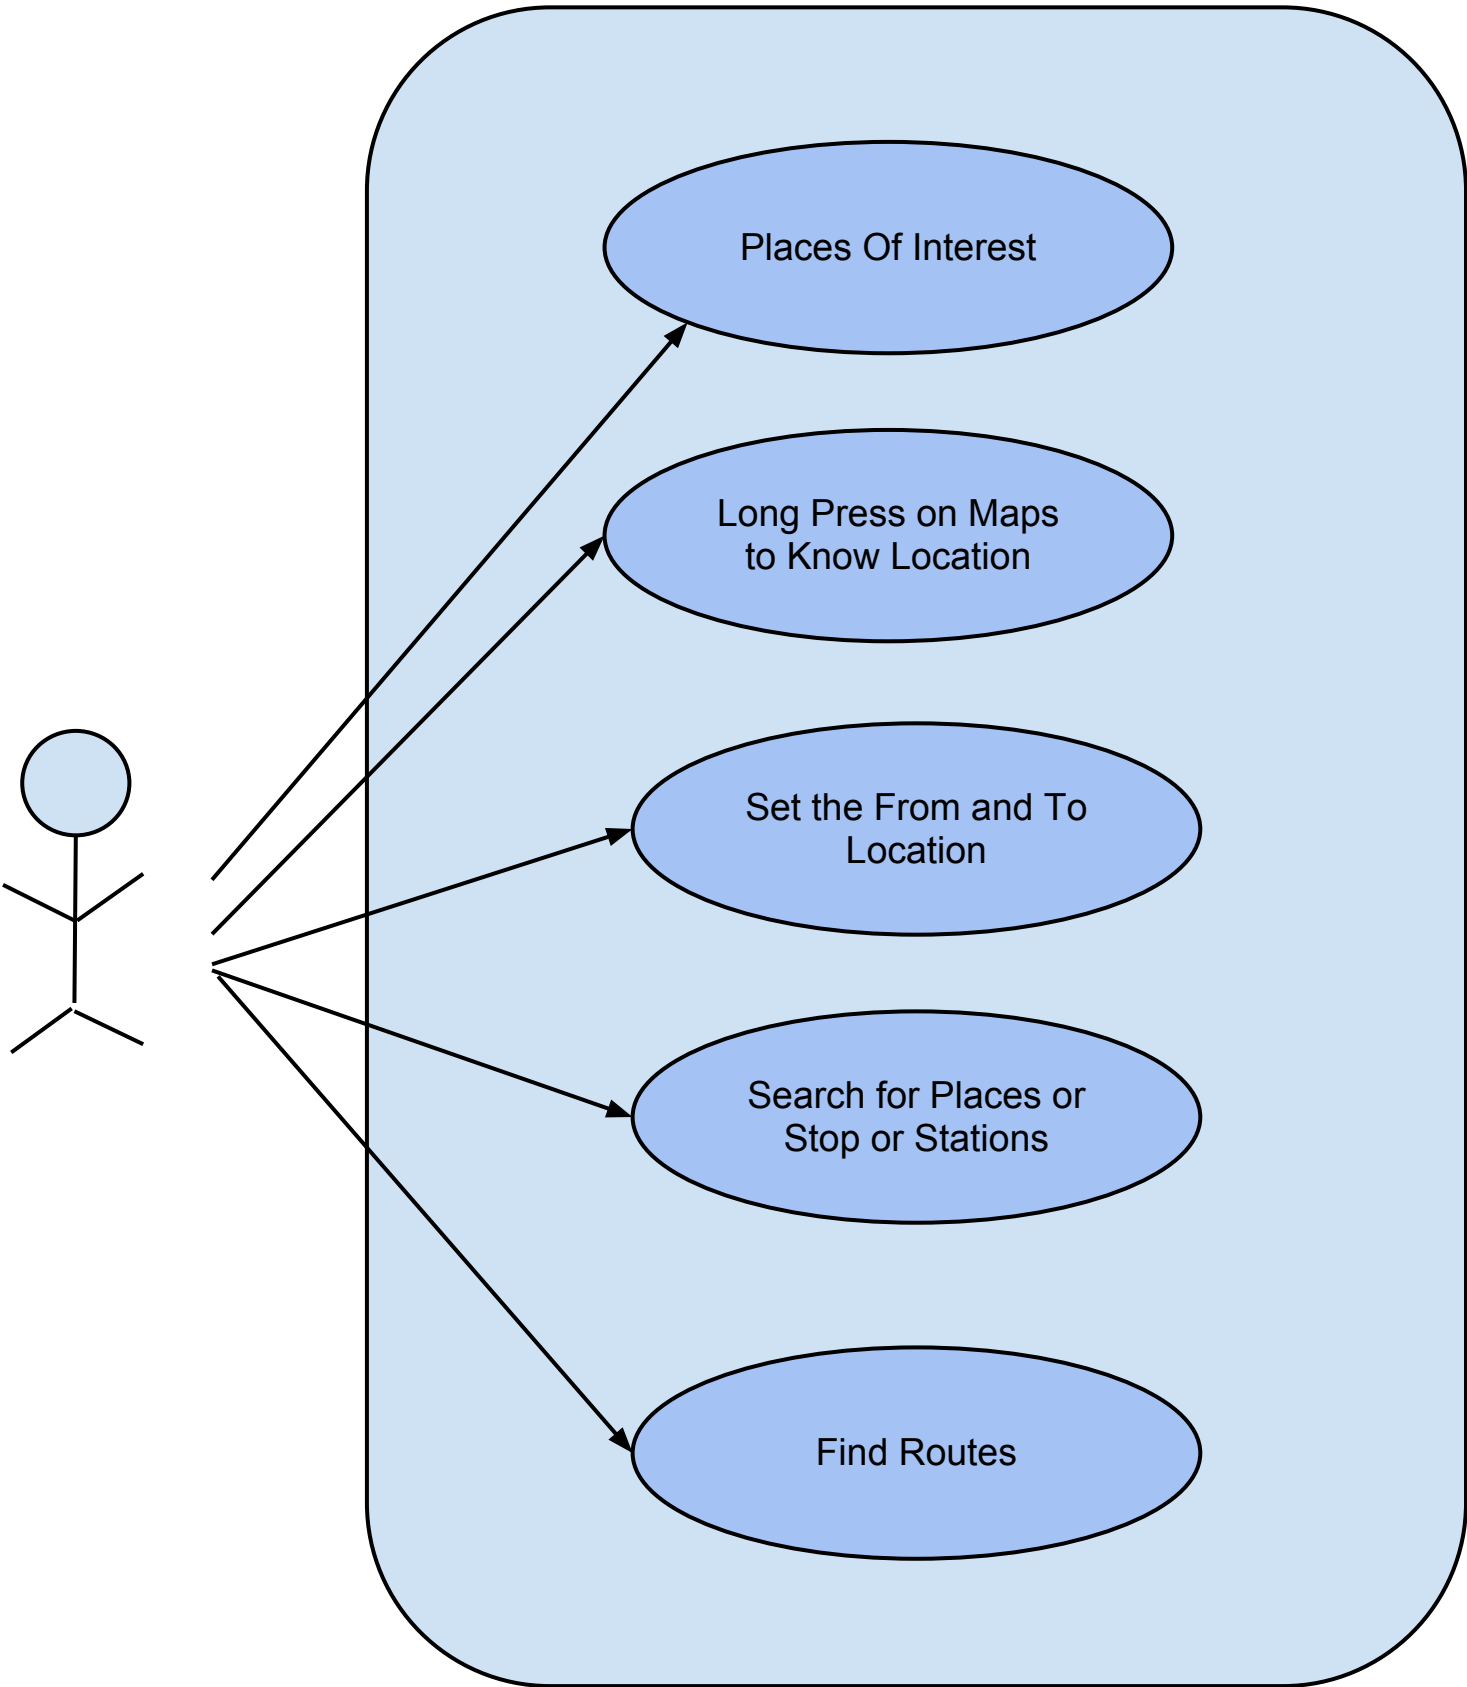 Places Of Interest
Long Press on Maps
to Know Location
Set the From and To
Location
Search for Places or
Stop or Stations
Find Routes